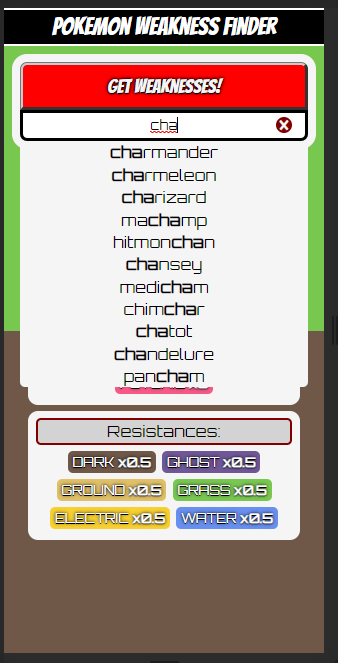 POKEMON WEAKNESS FINDER
GET WEAKNESSES!
cha
charmander
charmeleon
charizard
machamp
hitmonchan
chansey
medicham
chimchar
chatot
chandelure
pancham
Resistances:
DARK x0.5 GHOST x0.5
GROUND x0.5 GRASS x0.5
ELECTRIC x0.5 WATER x0.5